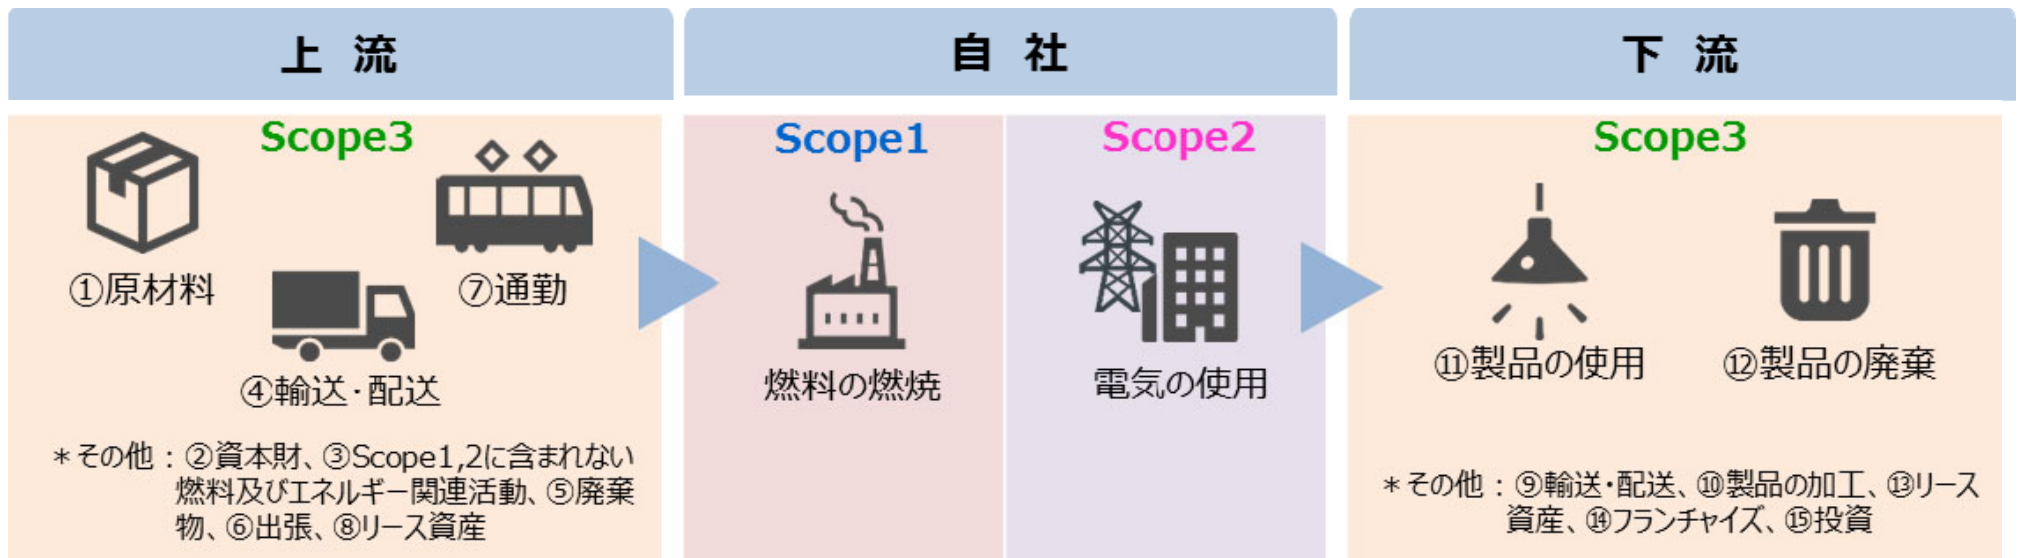 上 流
Scope3
①原材料
④輸送・配送
⑦通勤
＊その他：②資本財、③Scope1,2に含まれない
燃料及びエネルギー関連活動、⑤廃棄
物、⑥出張、⑧リース資産
自 社
Scope1
燃料の燃焼
Scope2
電気の使用
下 流
Scope3
⑪製品の使用
⑫製品の廃棄
＊その他：⑨輸送・配送、⑩製品の加工、⑬リース
資産、⑭フランチャイズ、⑮投資